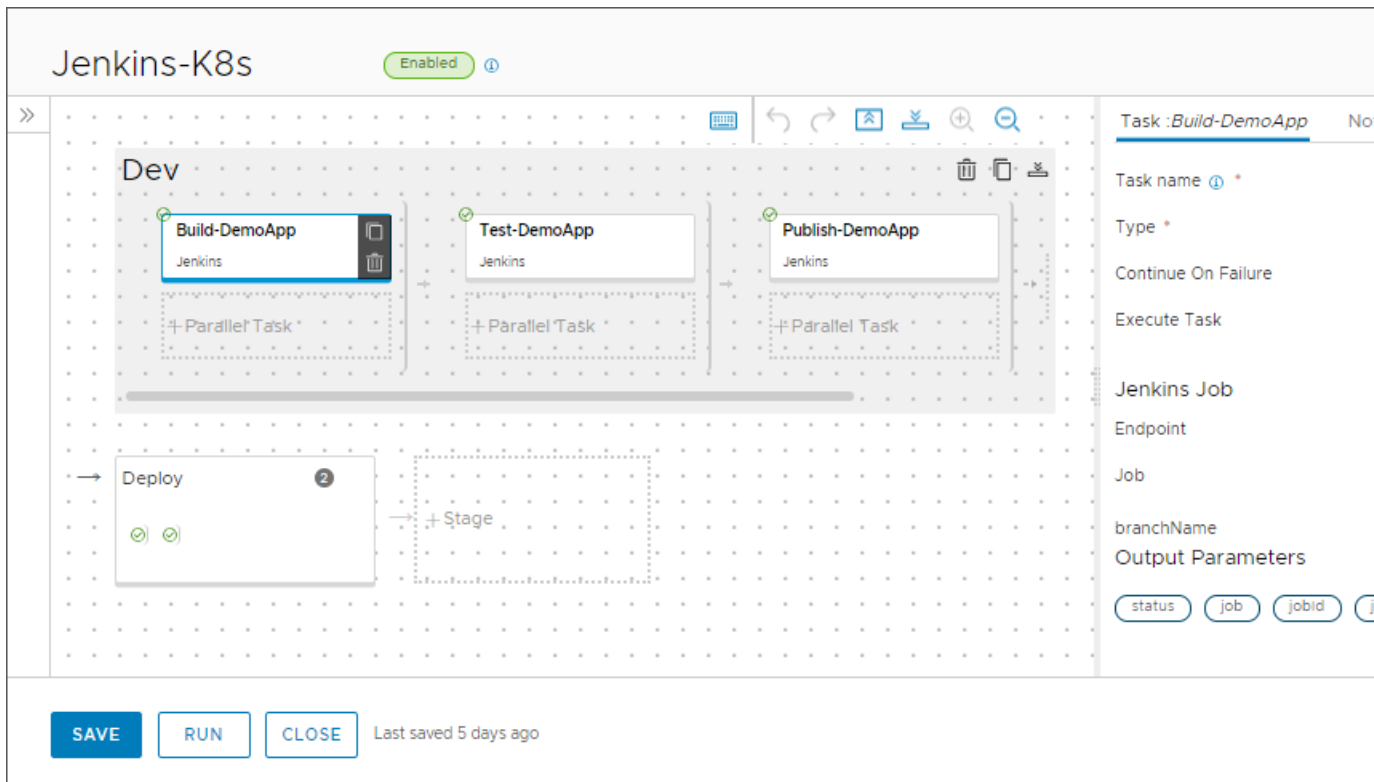 Jenkins-K8s
Enabled
Task :Build-DemoApp
Dev
Task name *
Build-DemoApp
Jenkins
Test-DemoApp
Jenkins
Publish-DemoApp
Jenkins
Type *
Continue On Failure
+ Parallel Task
+ Parallel Task
+ Parallel Task
Execute Task
Jenkins Job
Endpoint
Deploy
2
Job
+ Stage
branchName
Output Parameters
status
job
jobId
SAVE
RUN
CLOSE
Last saved 5 days ago